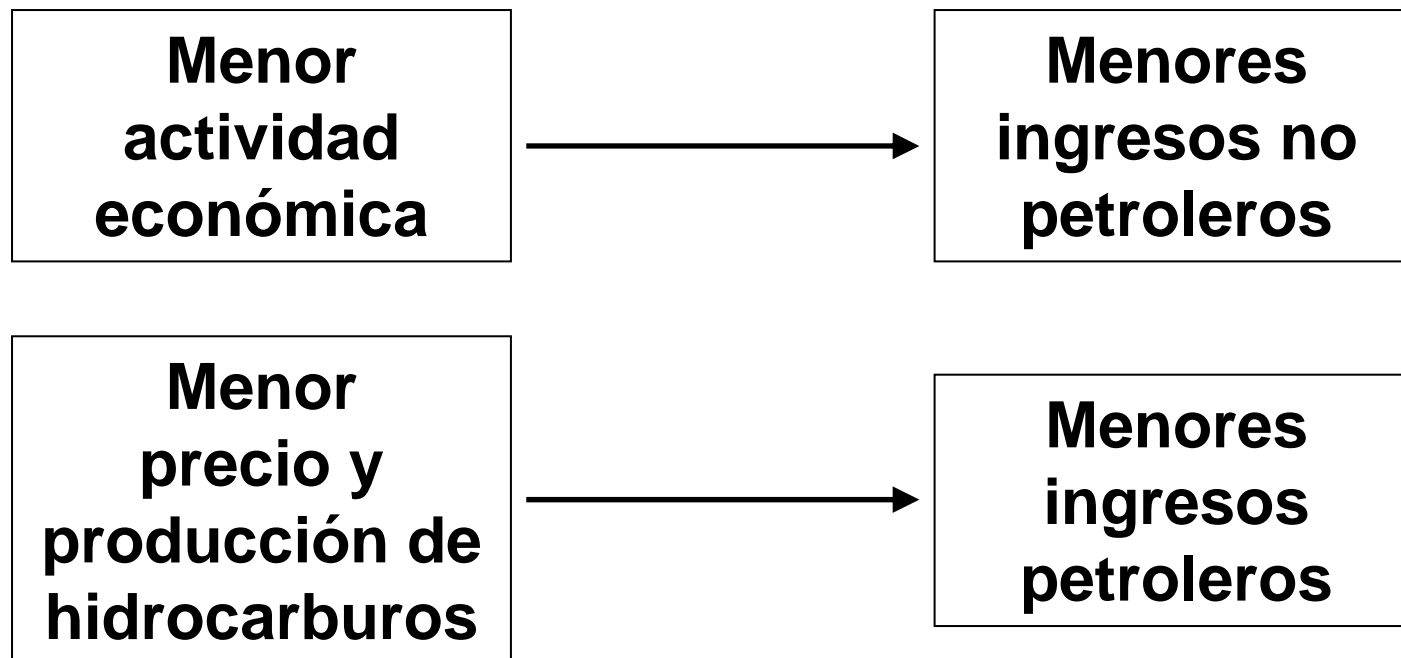 Menor
actividad
económica
Menores
ingresos no
petroleros
Menor
precio y
producción de
hidrocarburos
Menores
ingresos
petroleros